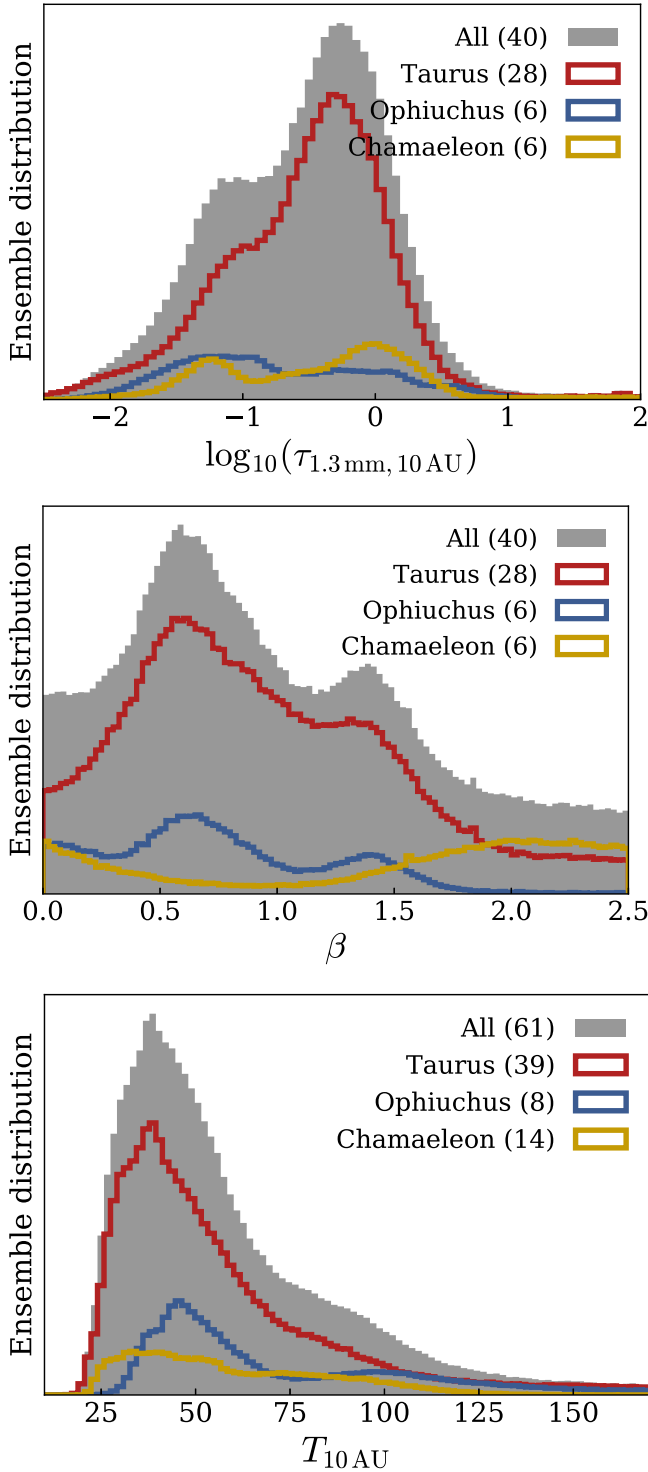 Ensemble distribution
All (40)
Taurus (28)
Ophiuchus (6)
Chamaeleon (6)
−2 −1 0 1 2
log₁₀(τ₁.₃ ₘₘ, ₁₀ AU)
Ensemble distribution
All (40)
Taurus (28)
Ophiuchus (6)
Chamaeleon (6)
0.0 0.5 1.0 1.5 2.0 2.5
β
Ensemble distribution
All (61)
Taurus (39)
Ophiuchus (8)
Chamaeleon (14)
25 50 75 100 125 150
T₁₀ AU